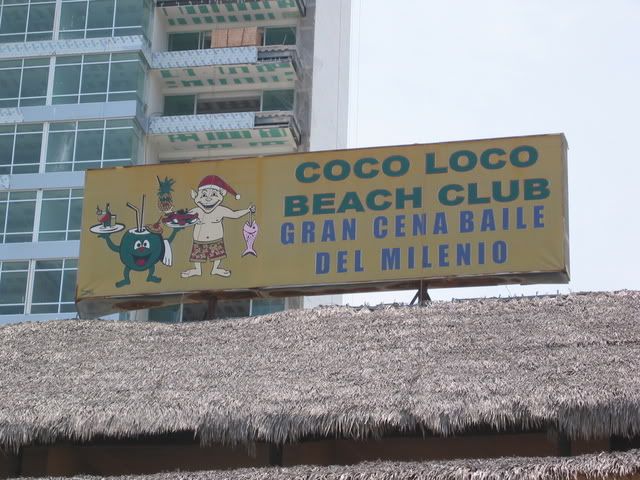 COCO LOCO
BEACH CLUB
GRAN CENA BAILE
DEL MILENIO